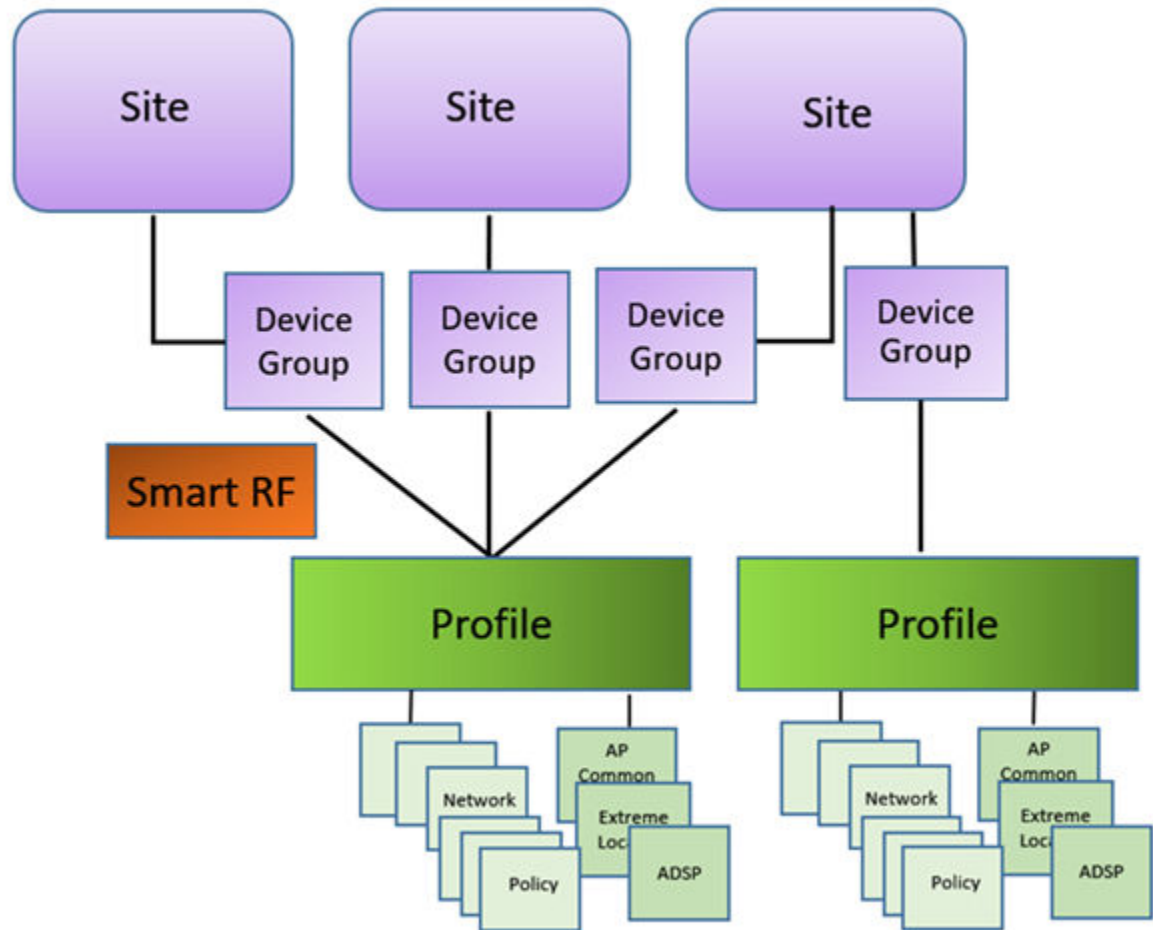 Site
Site
Site
Device
Group
Device
Group
Device
Group
Device
Group
Smart RF
Profile
Profile
AP
Common
Network
Extreme
Policy
ADSP
AP
Common
Network
Extreme
Policy
ADSP